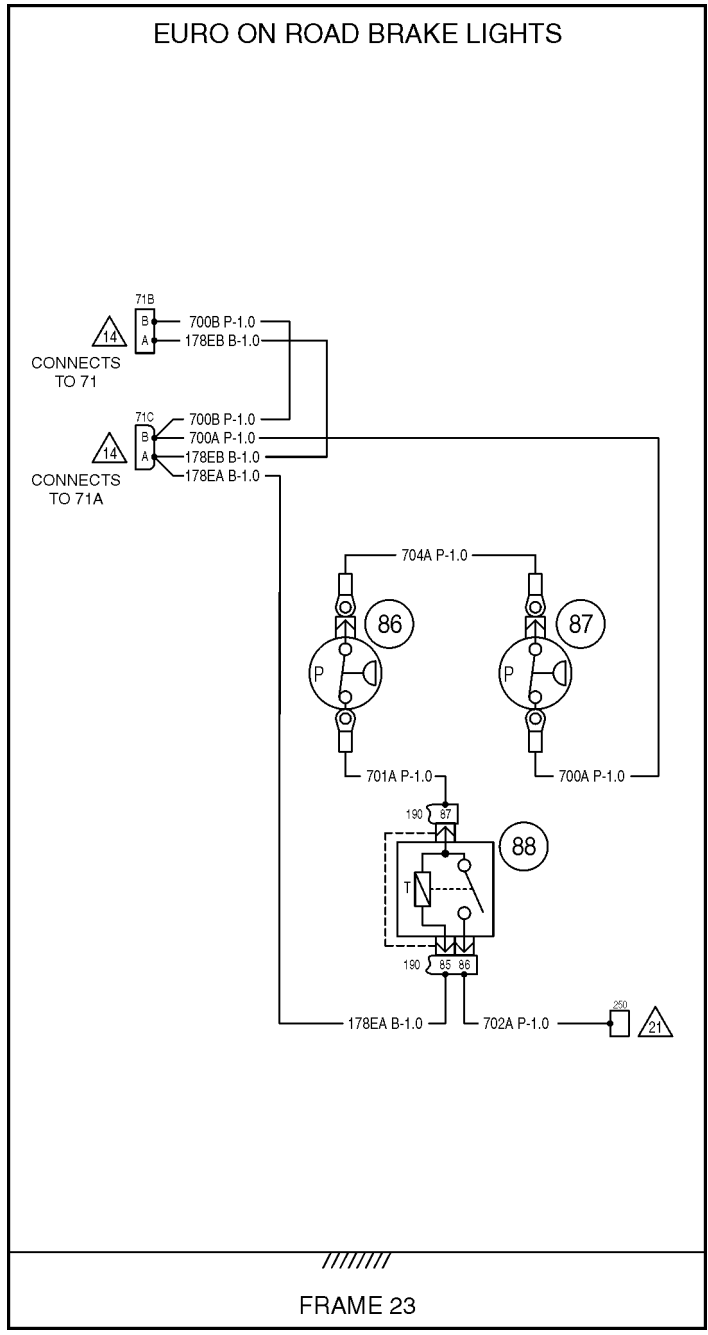 EURO ON ROAD BRAKE LIGHTS
71B
B 700B P-1.0
14 A 178EB B-1.0
CONNECTS
TO 71
71C 700B P-1.0
B 700A P-1.0
14 A 178EB B-1.0
178EA B-1.0
CONNECTS
TO 71A
704A P-1.0
86 87
P P
701A P-1.0 700A P-1.0
190 87
88
T
190 85 86
250
178EA B-1.0 702A P-1.0 21
FRAME 23